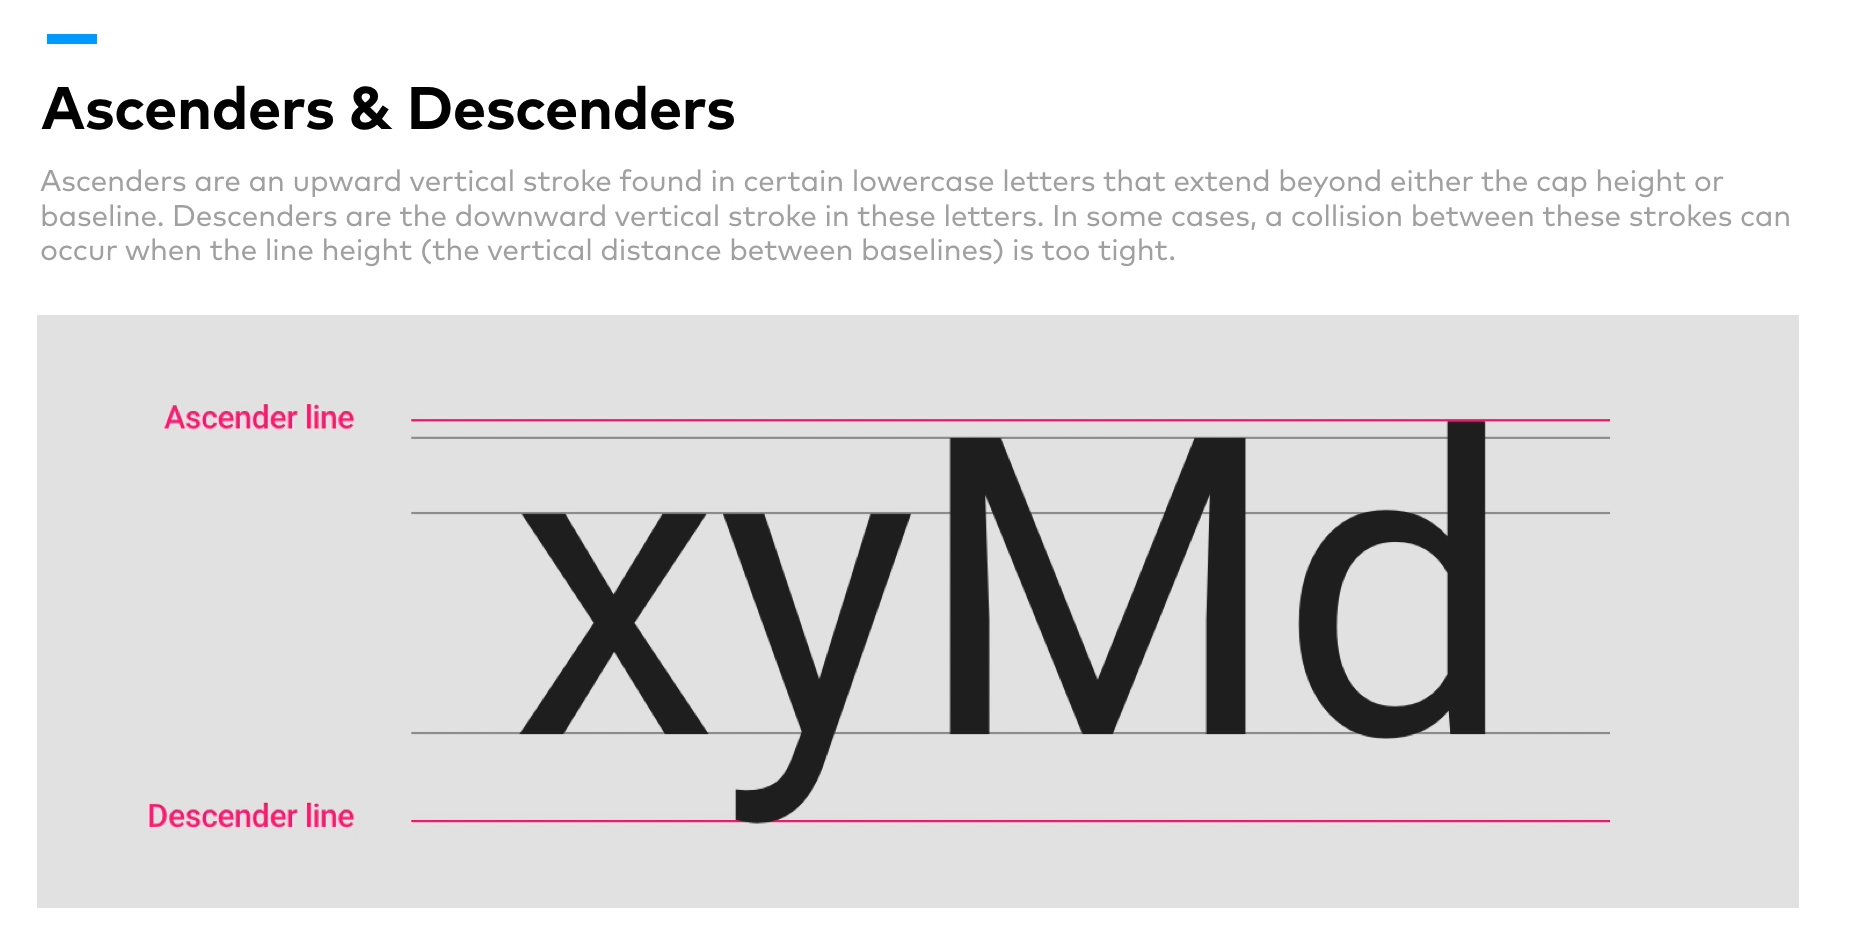 Ascenders & Descenders
Ascenders are an upward vertical stroke found in certain lowercase letters that extend beyond either the cap height or
baseline. Descenders are the downward vertical stroke in these letters. In some cases, a collision between these strokes can
occur when the line height (the vertical distance between baselines) is too tight.
Ascender line
xyMd
Descender line